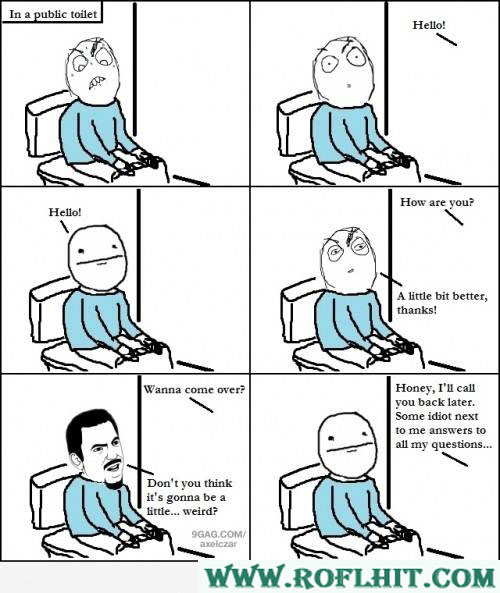 In a public toilet
Hello!
Hello!
How are you?
A little bit better,
thanks!
Wanna come over?
Don't you think
it's gonna be a
little... weird?
9GAG.COM/
axelczar
Honey, I'll call
you back later.
Some idiot next
to me answers to
all my questions...
WWW.ROFLHIT.COM